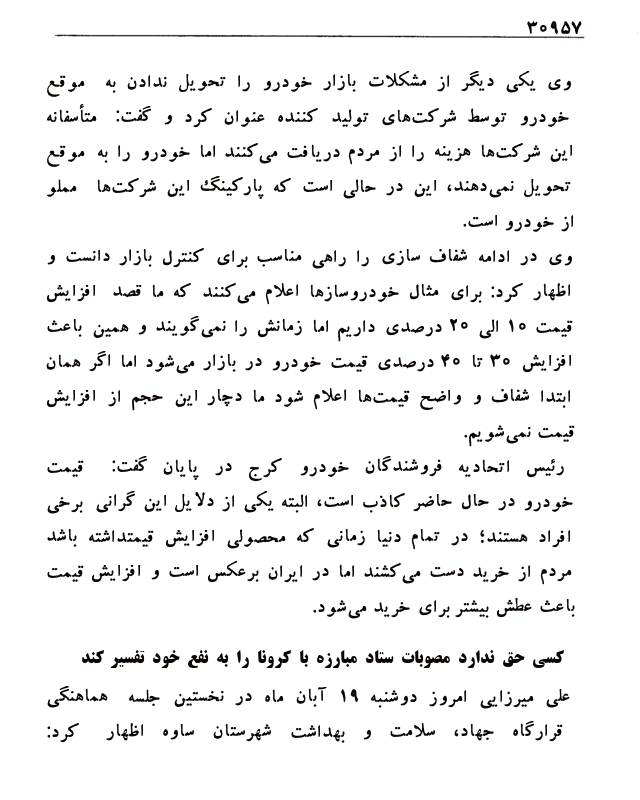 ۳۰۹۵۷
وی یکی دیگر از مشکلات بازار خودرو را تحویل ندادن به موقع
خودرو توسط شرکت‌های تولید کننده عنوان کرد و گفت: متأسفانه
این شرکت‌ها هزینه را از مردم دریافت می‌کنند اما خودرو را به موقع
تحویل نمی‌دهند، این در حالی است که پارکینگ این شرکت‌ها مملو
از خودرو است.
وی در ادامه شفاف سازی را راهی مناسب برای کنترل بازار دانست و
اظهار کرد: برای مثال خودروسازها اعلام می‌کنند که ما قصد افزایش
قیمت ۱۰ الی ۲۰ درصدی داریم اما زمانش را نمی‌گویند و همین باعث
افزایش ۳۰ تا ۴۰ درصدی قیمت خودرو در بازار می‌شود اما اگر همان
ابتدا شفاف و واضح قیمت‌ها اعلام شود ما دچار این حجم از افزایش
قیمت نمی‌شویم.
رئیس اتحادیه فروشندگان خودرو کرج در پایان گفت: قیمت
خودرو در حال حاضر کاذب است، البته یکی از دلایل این گرانی برخی
افراد هستند؛ در تمام دنیا زمانی که محصولی افزایش قیمتداشته باشد
مردم از خرید دست می‌کشند اما در ایران برعکس است و افزایش قیمت
باعث عطش بیشتر برای خرید می‌شود.
کسی حق ندارد مصوبات ستاد مبارزه با کرونا را به نفع خود تفسیر کند
علی میرزایی امروز دوشنبه ۱۹ آبان ماه در نخستین جلسه هماهنگی
قرارگاه جهاد، سلامت و بهداشت شهرستان ساوه اظهار کرد: